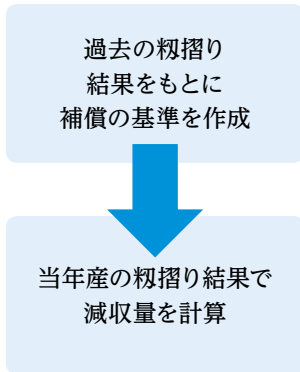 過去の籾摺り
結果をもとに
補償の基準を作成
当年産の籾摺り結果で
減収量を計算